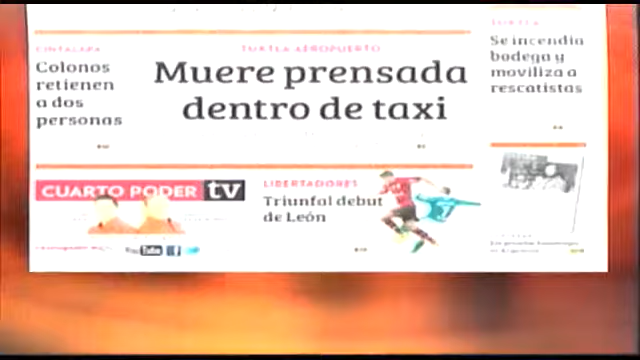 CINTALAPA
Colonos
retienen
a dos
personas
TUXTLA AEROPUERTO
Muere prensada
dentro de taxi
TUXTLA
Se incendia
bodega y
moviliza a
rescatistas
CUARTO PODER tv
YouTube f
LIBERTADORES
Triunfal debut
de León